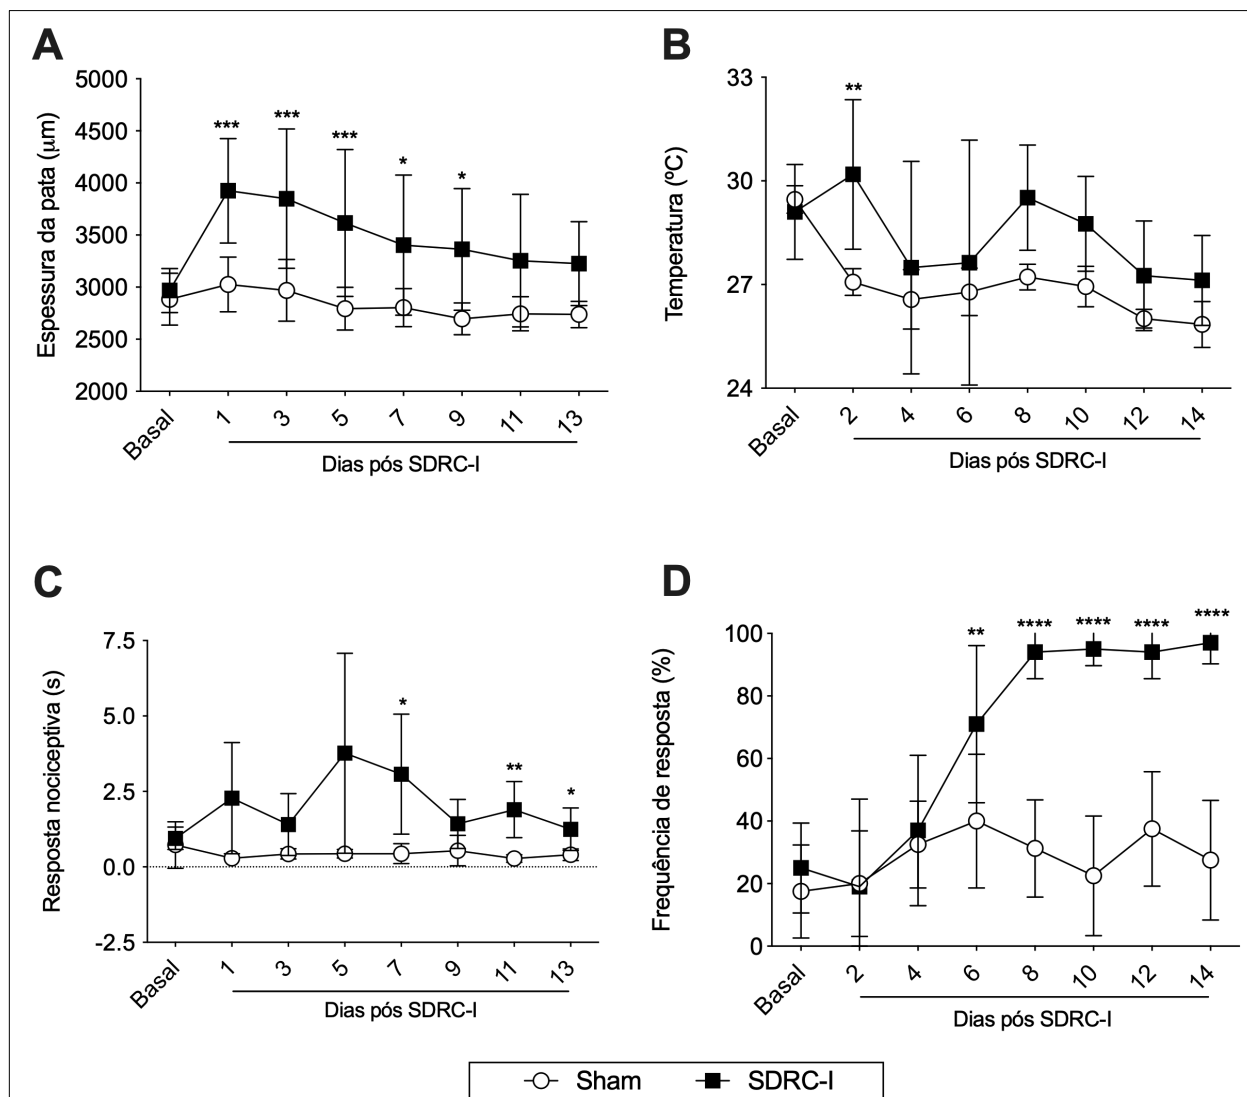 A
Espessura da pata (µm)
5000
4500
4000
3500
3000
2500
2000
*** *** *** * *
Basal 1 3 5 7 9 11 13
Dias pós SDRC-I
B
Temperatura (ºC)
33
30
27
24
**
Basal 2 4 6 8 10 12 14
Dias pós SDRC-I
C
Resposta nociceptiva (s)
7.5
5.0
2.5
0.0
-2.5
* ** *
Basal 1 3 5 7 9 11 13
Dias pós SDRC-I
D
Frequência de resposta (%)
100
80
60
40
20
0
** **** **** **** ****
Basal 2 4 6 8 10 12 14
Dias pós SDRC-I
Sham SDRC-I